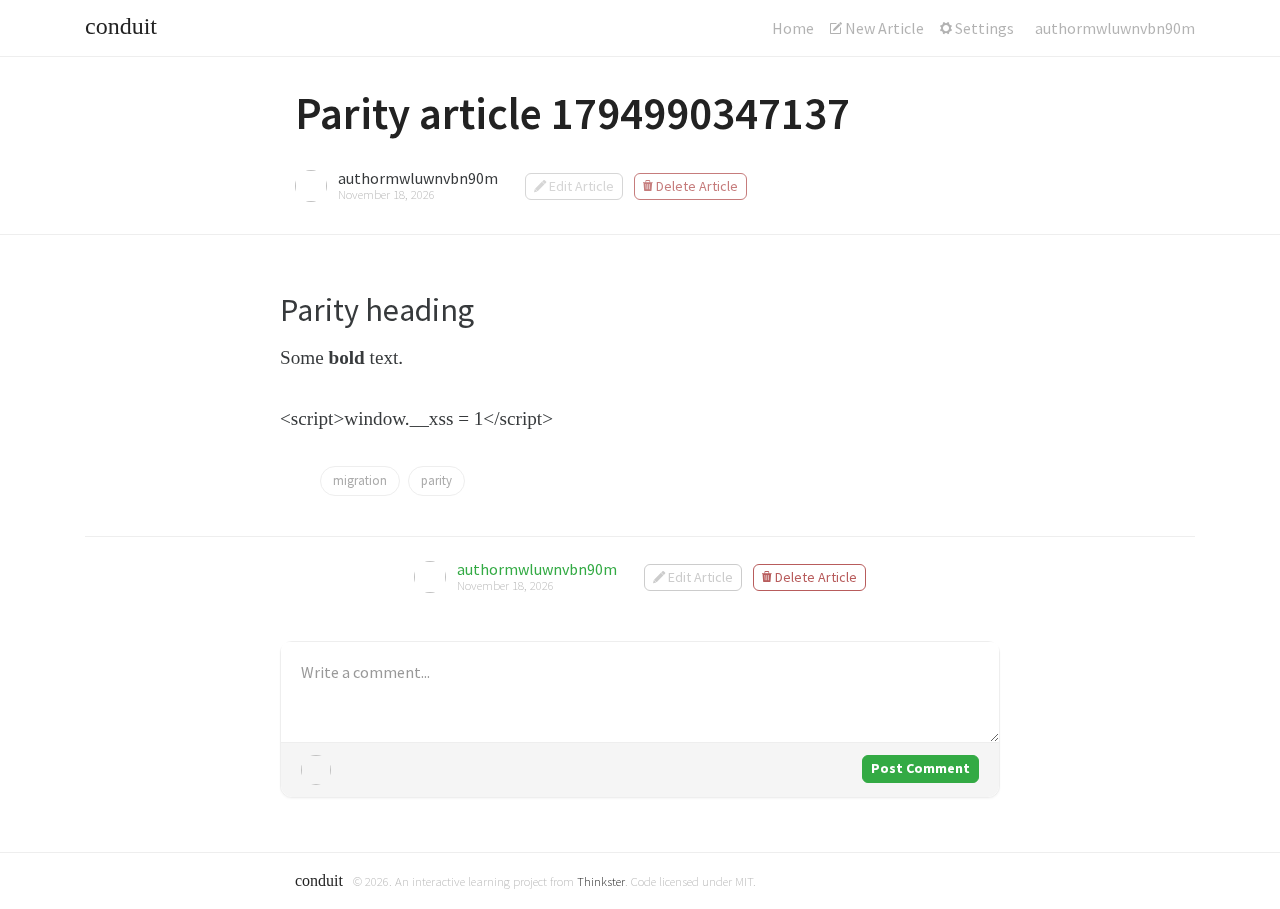 conduit
Home
New Article
Settings
authormwluwnvbn90m
Parity article 1794990347137
authormwluwnvbn90m
November 18, 2026
Edit Article
Delete Article
Parity heading
Some bold text.
<script>window.__xss = 1</script>
migration
parity
authormwluwnvbn90m
November 18, 2026
Edit Article
Delete Article
Write a comment...
Post Comment
conduit
© 2026. An interactive learning project from Thinkster. Code licensed under MIT.